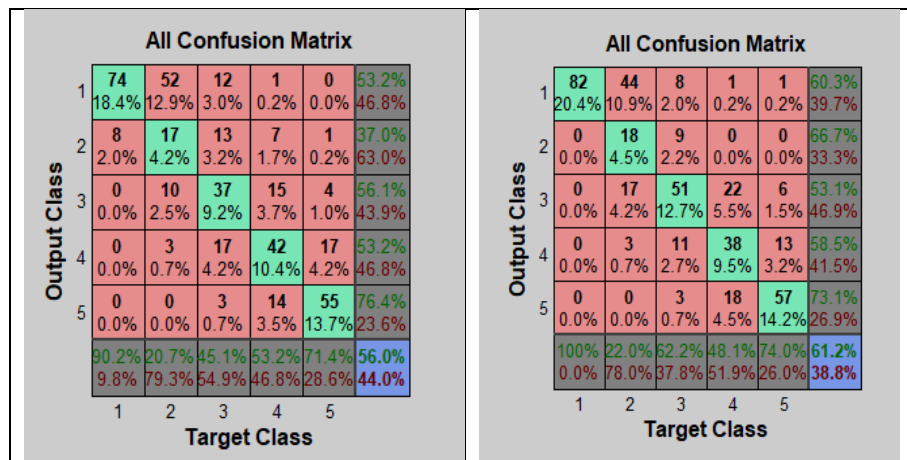 All Confusion Matrix
1 74 52 12 1 0 53.2%
18.4% 12.9% 3.0% 0.2% 0.0% 46.8%
2 8 17 13 7 1 37.0%
2.0% 4.2% 3.2% 1.7% 0.2% 63.0%
3 0 10 37 15 4 56.1%
0.0% 2.5% 9.2% 3.7% 1.0% 43.9%
4 0 3 17 42 17 53.2%
0.0% 0.7% 4.2% 10.4% 4.2% 46.8%
5 0 0 3 14 55 76.4%
0.0% 0.0% 0.7% 3.5% 13.7% 23.6%
90.2% 20.7% 45.1% 53.2% 71.4% 56.0%
9.8% 79.3% 54.9% 46.8% 28.6% 44.0%
1 2 3 4 5
Target Class
Output Class
All Confusion Matrix
1 82 44 8 1 1 60.3%
20.4% 10.9% 2.0% 0.2% 0.2% 39.7%
2 0 18 9 0 0 66.7%
0.0% 4.5% 2.2% 0.0% 0.0% 33.3%
3 0 17 51 22 6 53.1%
0.0% 4.2% 12.7% 5.5% 1.5% 46.9%
4 0 3 11 38 13 58.5%
0.0% 0.7% 2.7% 9.5% 3.2% 41.5%
5 0 0 3 18 57 73.1%
0.0% 0.0% 0.7% 4.5% 14.2% 26.9%
100% 22.0% 62.2% 48.1% 74.0% 61.2%
0.0% 78.0% 37.8% 51.9% 26.0% 38.8%
1 2 3 4 5
Target Class
Output Class